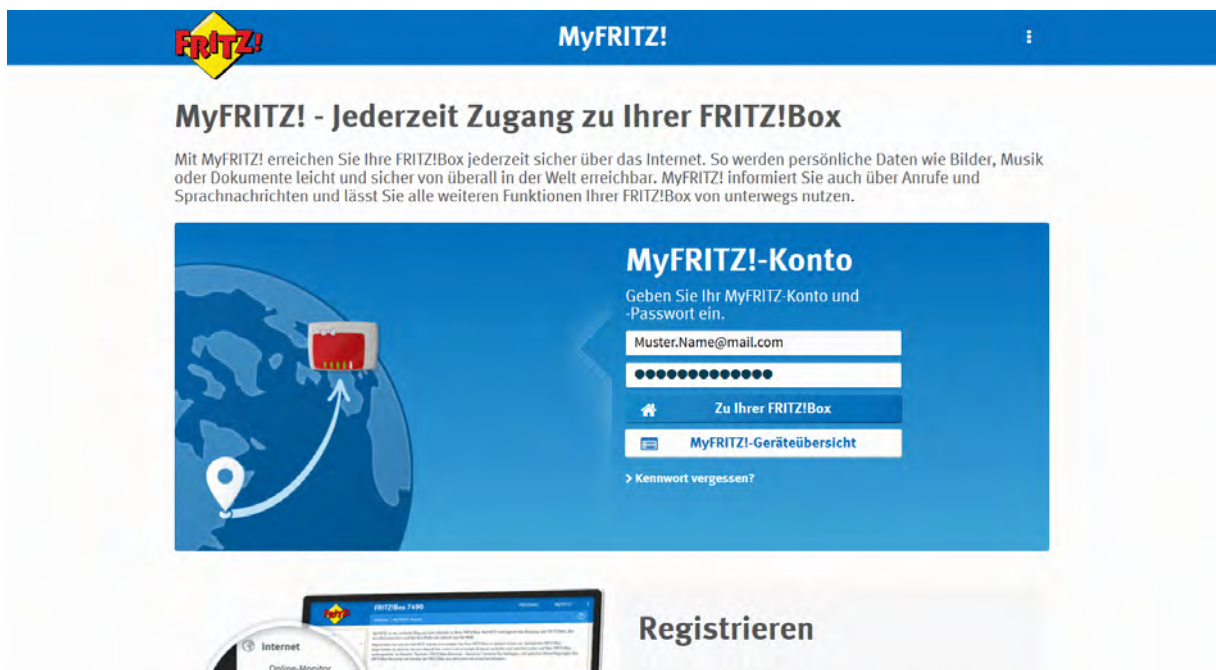 FRITZ!
MyFRITZ!
MyFRITZ! - Jederzeit Zugang zu Ihrer FRITZ!Box
Mit MyFRITZ! erreichen Sie Ihre FRITZ!Box jederzeit sicher über das Internet. So werden persönliche Daten wie Bilder, Musik
oder Dokumente leicht und sicher von überall in der Welt erreichbar. MyFRITZ! informiert Sie auch über Anrufe und
Sprachnachrichten und lässt Sie alle weiteren Funktionen Ihrer FRITZ!Box von unterwegs nutzen.
MyFRITZ!-Konto
Geben Sie Ihr MyFRITZ-Konto und
-Passwort ein.
Muster.Name@mail.com
Zu Ihrer FRITZ!Box
MyFRITZ!-Geräteübersicht
> Kennwort vergessen?
FRITZ!Box 7490
Registrieren
Internet
Online-Monitor